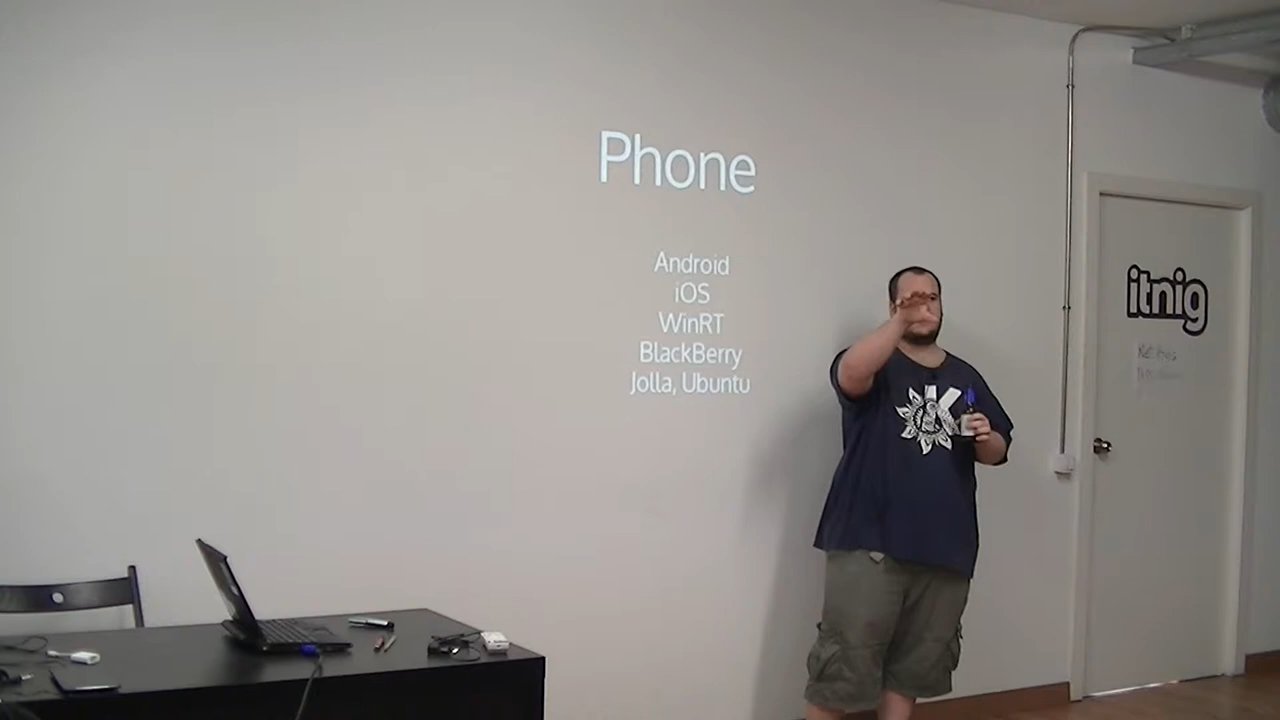 Phone
Android
iOS
WinRT
BlackBerry
Jolla, Ubuntu
itnig
K